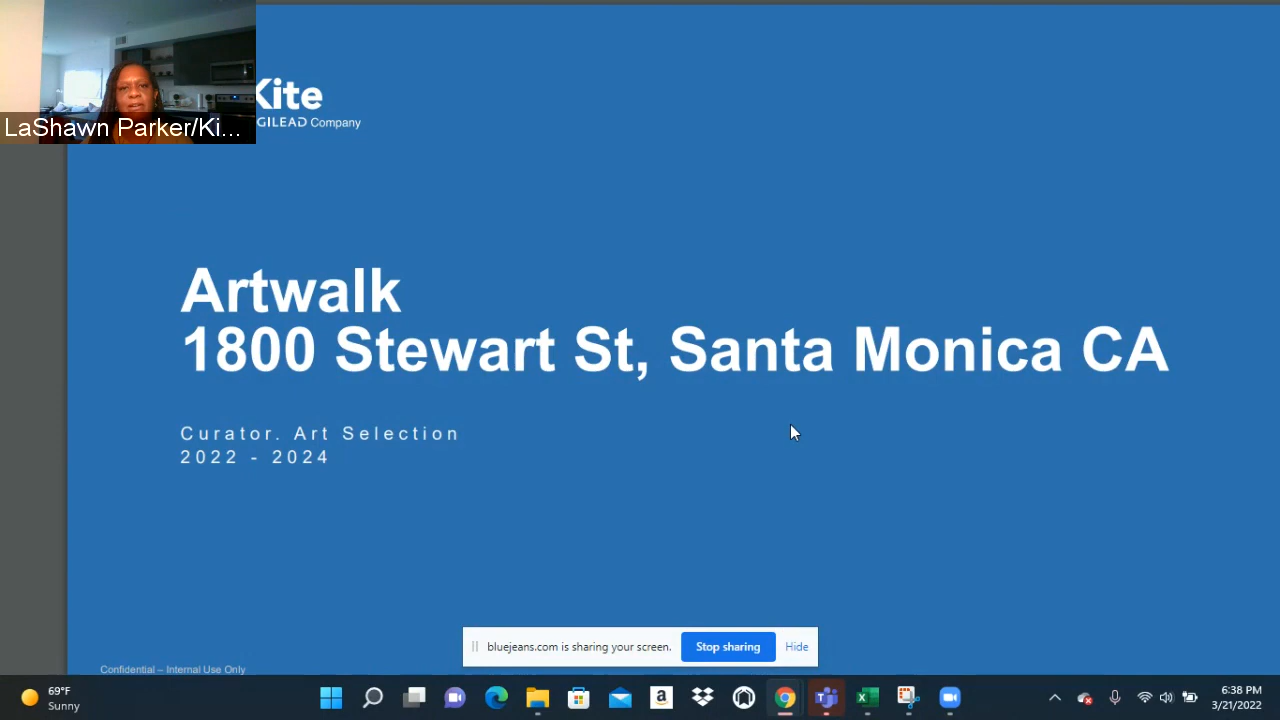 LaShawn Parker/Ki...
Kite
GILEAD Company
Artwalk
1800 Stewart St, Santa Monica CA
Curator. Art Selection
2022 - 2024
bluejeans.com is sharing your screen.
Stop sharing
Hide
Confidential – Internal Use Only
69°F
Sunny
6:38 PM
3/21/2022